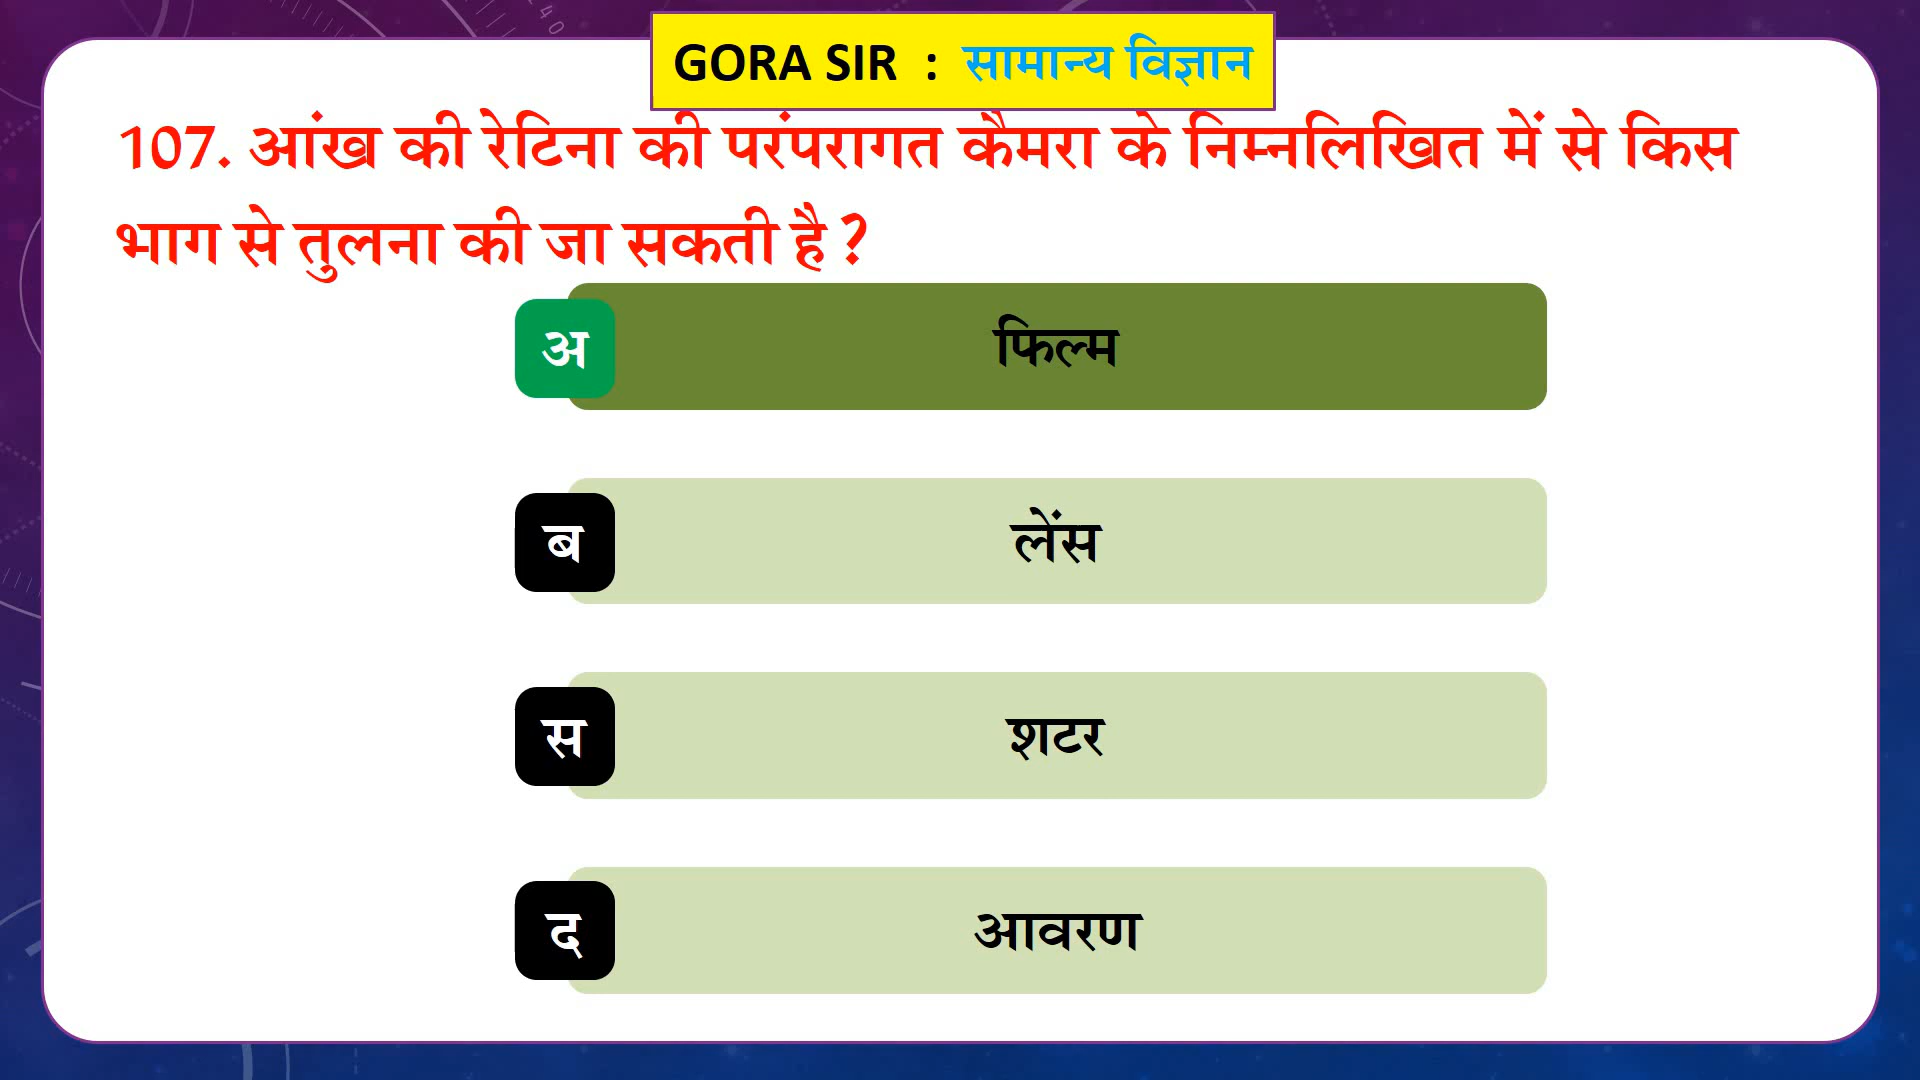 GORA SIR : सामान्य विज्ञान
107. आंख की रेटिना की परंपरागत कैमरा के निम्नलिखित में से किस
भाग से तुलना की जा सकती है ?
अ फिल्म
ब लेंस
स शटर
द आवरण